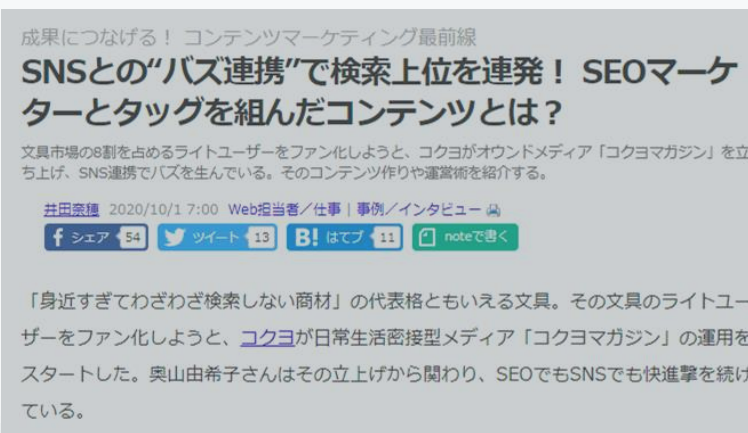 成果につなげる！ コンテンツマーケティング最前線
SNSとの“バズ連携”で検索上位を連発！ SEOマーケ
ターとタッグを組んだコンテンツとは？
文具市場の8割を占めるライトユーザーをファン化しようと、コクヨがオウンドメディア「コクヨマガジン」を立
ち上げ、SNS連携でバズを生んでいる。そのコンテンツ作りや運営術を紹介する。
井田奈穂 2020/10/1 7:00 Web担当者／仕事 | 事例／インタビュー
シェア 54 ツイート 13 B! はてブ 11 noteで書く
「身近すぎてわざわざ検索しない商材」の代表格ともいえる文具。その文具のライトユー
ザーをファン化しようと、コクヨが日常生活密接型メディア「コクヨマガジン」の運用を
スタートした。奥山由希子さんはその立上げから関わり、SEOでもSNSでも快進撃を続け
ている。